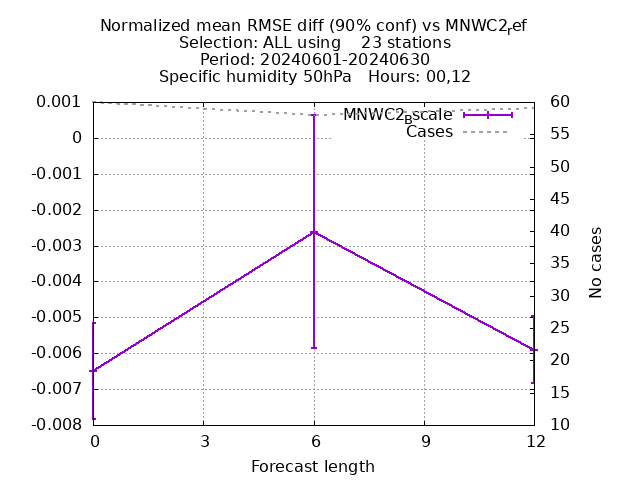 Normalized mean RMSE diff (90% conf) vs MNWC2_ref
Selection: ALL using    23 stations
Period: 20240601-20240630
Specific humidity 50hPa   Hours: 00,12
0.001
0
-0.001
-0.002
-0.003
-0.004
-0.005
-0.006
-0.007
-0.008
MNWC2_Bscale
Cases
60
55
50
45
40
35
30
25
20
15
10
No cases
0 3 6 9 12
Forecast length